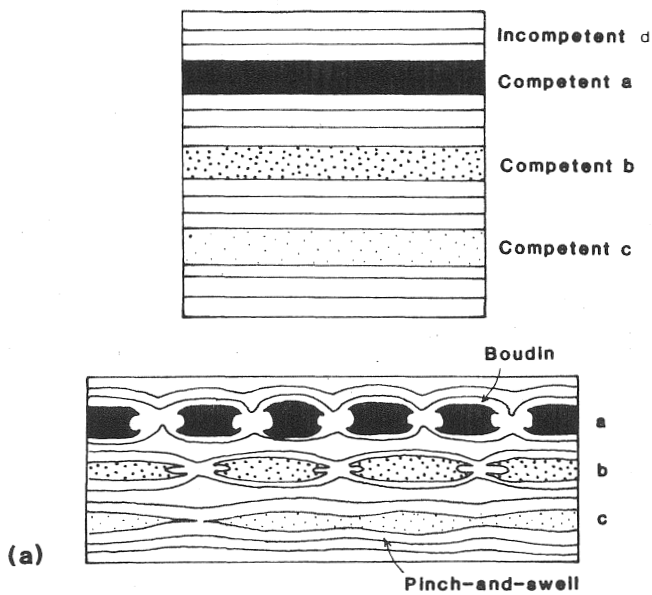 Incompetent d
Competent a
Competent b
Competent c
Boudin
a
b
c
(a)
Pinch-and-swell